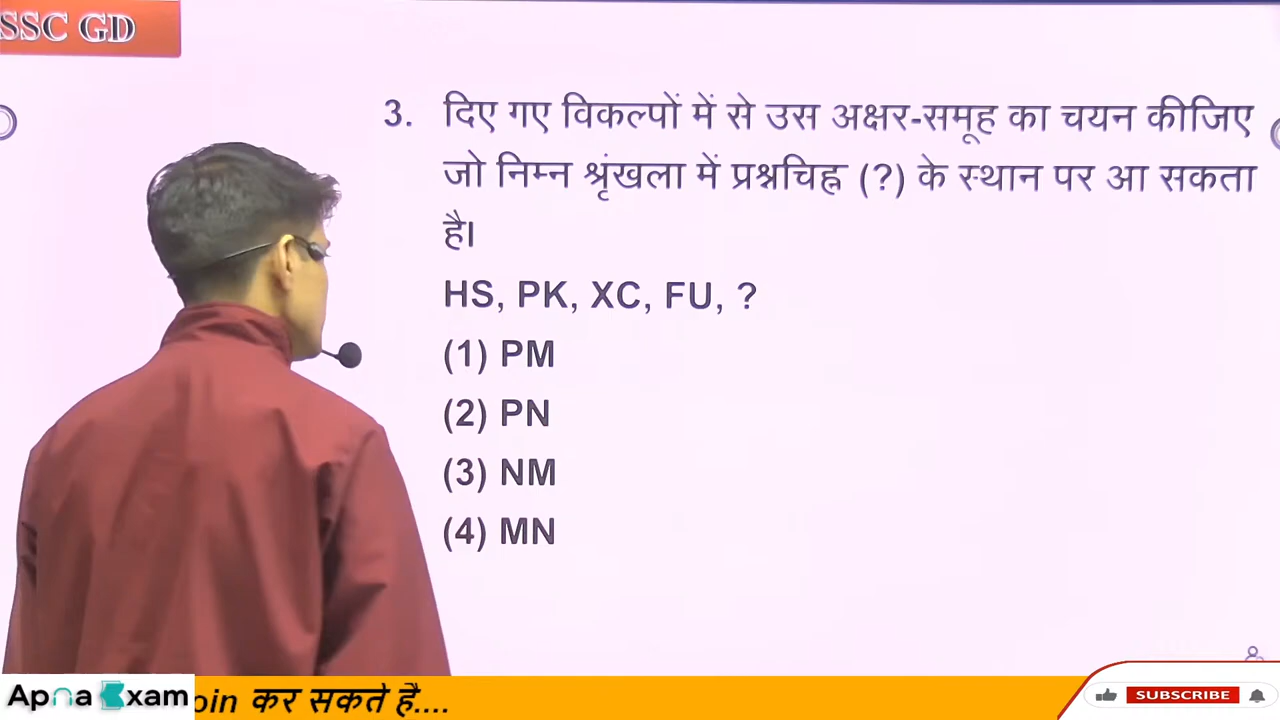 SSC GD
3. दिए गए विकल्पों में से उस अक्षर-समूह का चयन कीजिए
जो निम्न श्रृंखला में प्रश्नचिह्न (?) के स्थान पर आ सकता
है।
HS, PK, XC, FU, ?
(1) PM
(2) PN
(3) NM
(4) MN
Apna Exam
oin कर सकते है....
SUBSCRIBE